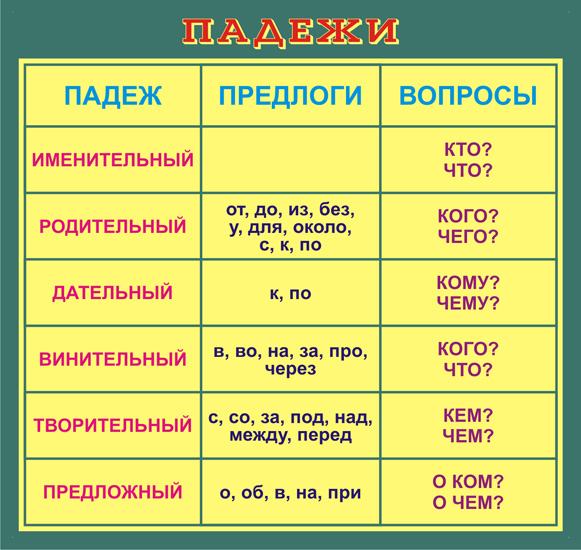 ПАДЕЖИ
ПАДЕЖ ПРЕДЛОГИ ВОПРОСЫ
ИМЕНИТЕЛЬНЫЙ
КТО?
ЧТО?
РОДИТЕЛЬНЫЙ
от, до, из, без,
у, для, около,
с, к, по
КОГО?
ЧЕГО?
ДАТЕЛЬНЫЙ
к, по
КОМУ?
ЧЕМУ?
ВИНИТЕЛЬНЫЙ
в, во, на, за, про,
через
КОГО?
ЧТО?
ТВОРИТЕЛЬНЫЙ
с, со, за, под, над,
между, перед
КЕМ?
ЧЕМ?
ПРЕДЛОЖНЫЙ
о, об, в, на, при
О КОМ?
О ЧЕМ?